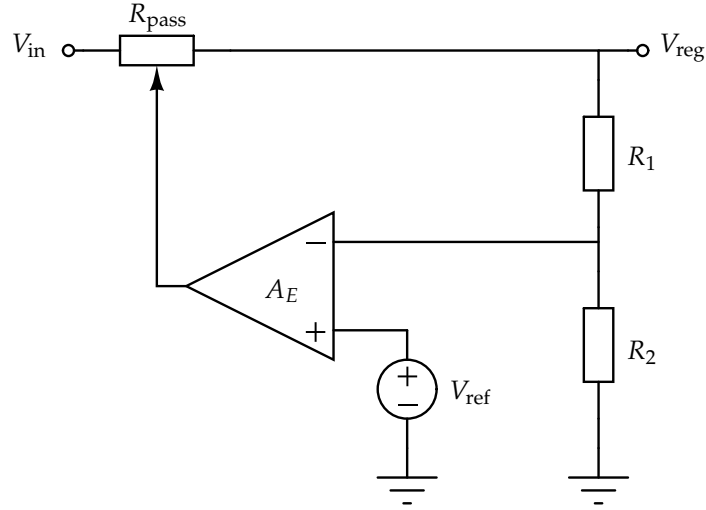 R_pass
V_in
V_reg
R_1
−
A_E
+
R_2
+
−
V_ref